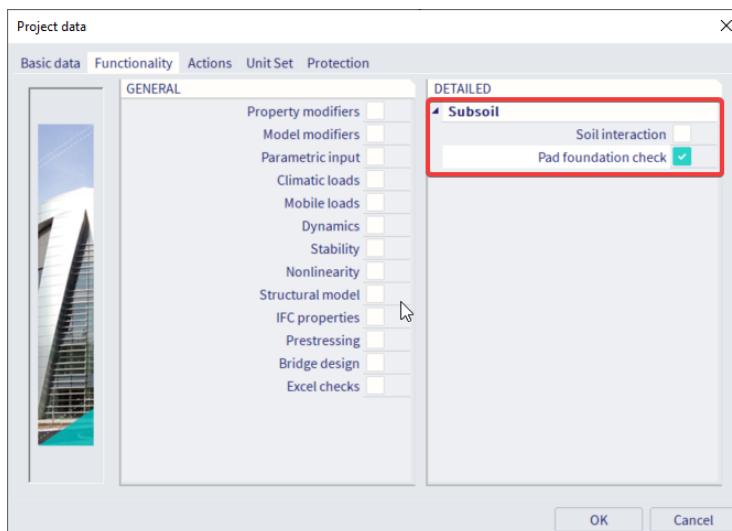 Project data
Basic data Functionality Actions Unit Set Protection
GENERAL
Property modifiers
Model modifiers
Parametric input
Climatic loads
Mobile loads
Dynamics
Stability
Nonlinearity
Structural model
IFC properties
Prestressing
Bridge design
Excel checks
DETAILED
Subsoil
Soil interaction
Pad foundation check
OK Cancel